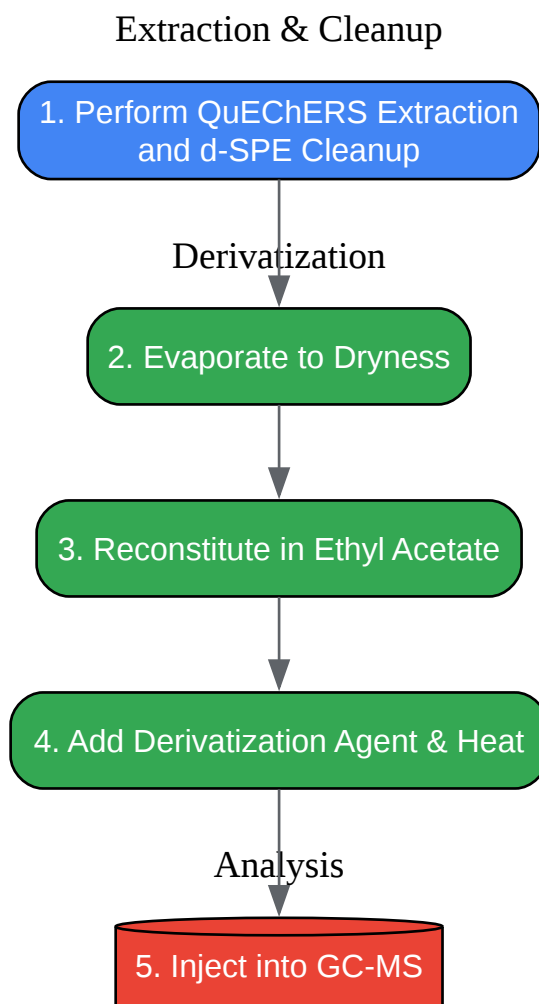 Extraction & Cleanup
1. Perform QuEChERS Extraction
and d-SPE Cleanup
Derivatization
2. Evaporate to Dryness
3. Reconstitute in Ethyl Acetate
4. Add Derivatization Agent & Heat
Analysis
5. Inject into GC-MS